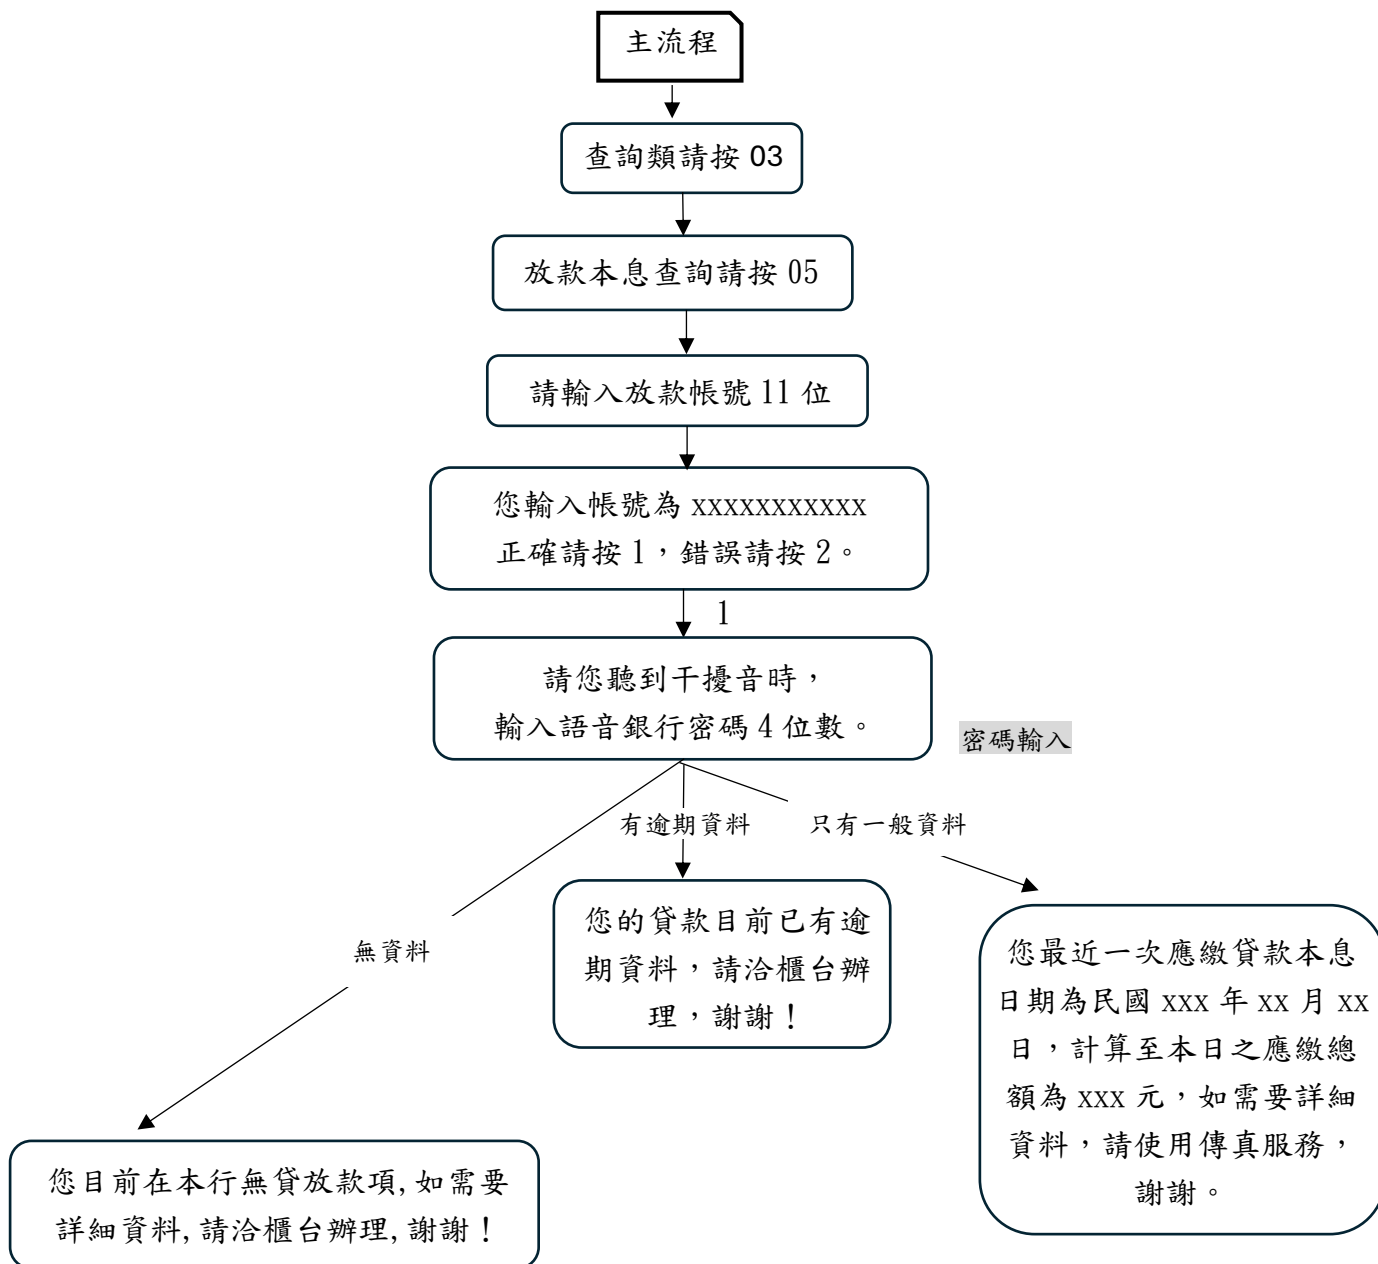 主流程
查詢類請按 03
放款本息查詢請按 05
請輸入放款帳號 11 位
您輸入帳號為 xxxxxxxxxxx
正確請按 1，錯誤請按 2。
1
請您聽到干擾音時，
輸入語音銀行密碼 4 位數。
密碼輸入
有逾期資料
只有一般資料
無資料
您的貸款目前已有逾
期資料，請洽櫃台辦
理，謝謝！
您最近一次應繳貸款本息
日期為民國 xxx 年 xx 月 xx
日，計算至本日之應繳總
額為 xxx 元，如需要詳細
資料，請使用傳真服務，
謝謝。
您目前在本行無貸放款項,如需要
詳細資料,請洽櫃台辦理,謝謝！